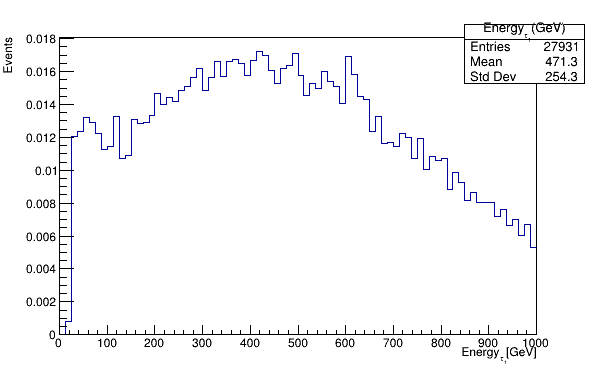 Energy_τ₁ (GeV)
Entries 27931
Mean 471.3
Std Dev 254.3
Events
0.018
0.016
0.014
0.012
0.01
0.008
0.006
0.004
0.002
0
0 100 200 300 400 500 600 700 800 900 1000
Energy_τ₁ [GeV]